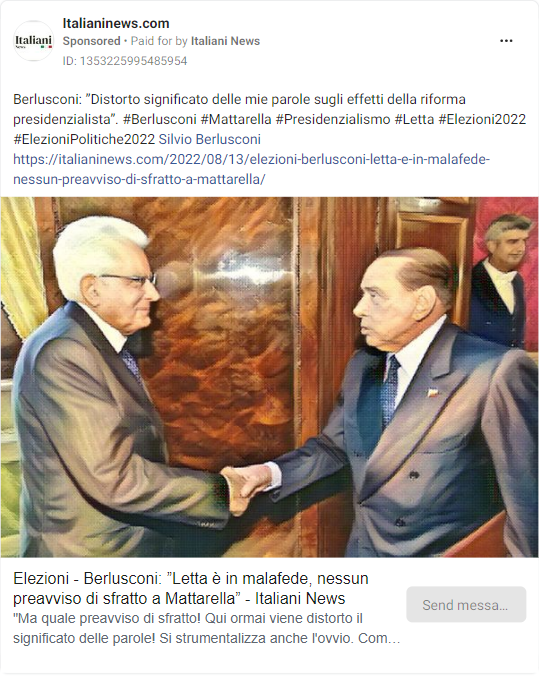 Italianinews.com
Sponsored • Paid for by Italiani News
ID: 1353225995485954
Italiani
News
Berlusconi: ”Distorto significato delle mie parole sugli effetti della riforma
presidenzialista”. #Berlusconi #Mattarella #Presidenzialismo #Letta #Elezioni2022
#ElezioniPolitiche2022 Silvio Berlusconi
https://italianinews.com/2022/08/13/elezioni-berlusconi-letta-e-in-malafede-
nessun-preavviso-di-sfratto-a-mattarella/
Elezioni - Berlusconi: ”Letta è in malafede, nessun
preavviso di sfratto a Mattarella” - Italiani News
"Ma quale preavviso di sfratto! Qui ormai viene distorto il
significato delle parole! Si strumentalizza anche l'ovvio. Com…
Send messa…